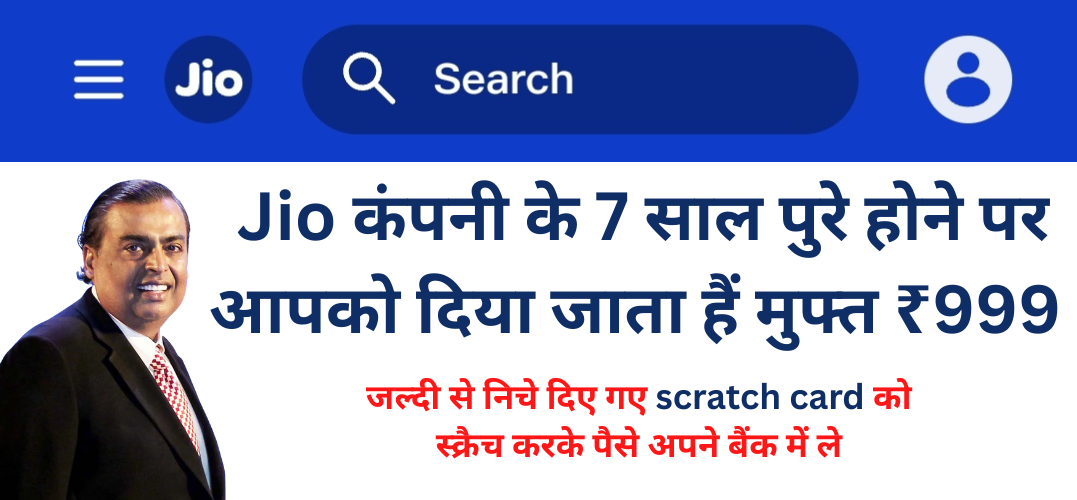 Jio
Search
Jio कंपनी के 7 साल पुरे होने पर
आपको दिया जाता हैं मुफ्त ₹999
जल्दी से निचे दिए गए scratch card को
स्क्रैच करके पैसे अपने बैंक में ले